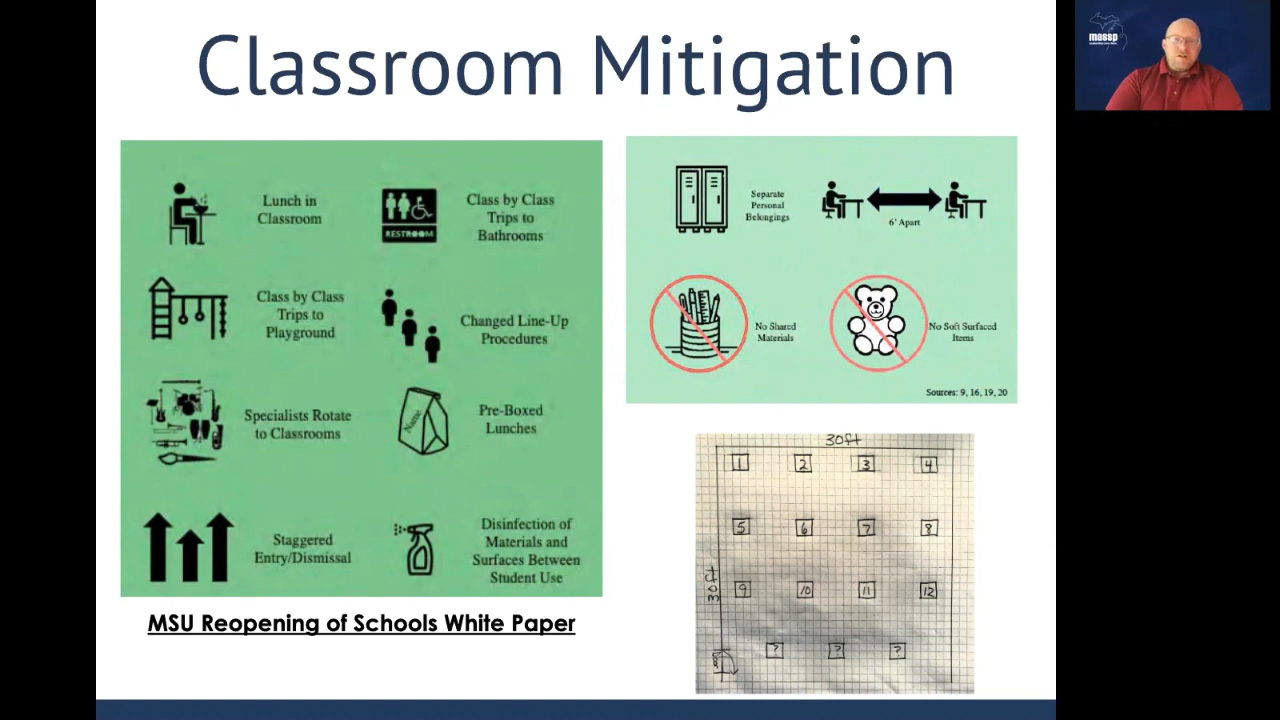 Classroom Mitigation
massp
Lunch in
Classroom
RESTROOM
Class by Class
Trips to
Bathrooms
Class by Class
Trips to
Playground
Changed Line-Up
Procedures
Specialists Rotate
to Classrooms
Name
Pre-Boxed
Lunches
Staggered
Entry/Dismissal
Disinfection of
Materials and
Surfaces Between
Student Use
MSU Reopening of Schools White Paper
Separate
Personal
Belongings
6' Apart
No Shared
Materials
No Soft Surfaced
Items
Sources: 9, 16, 19, 20
30ft
1 2 3 4
5 6 7 8
30ft
9 10 11 12
? ? ?